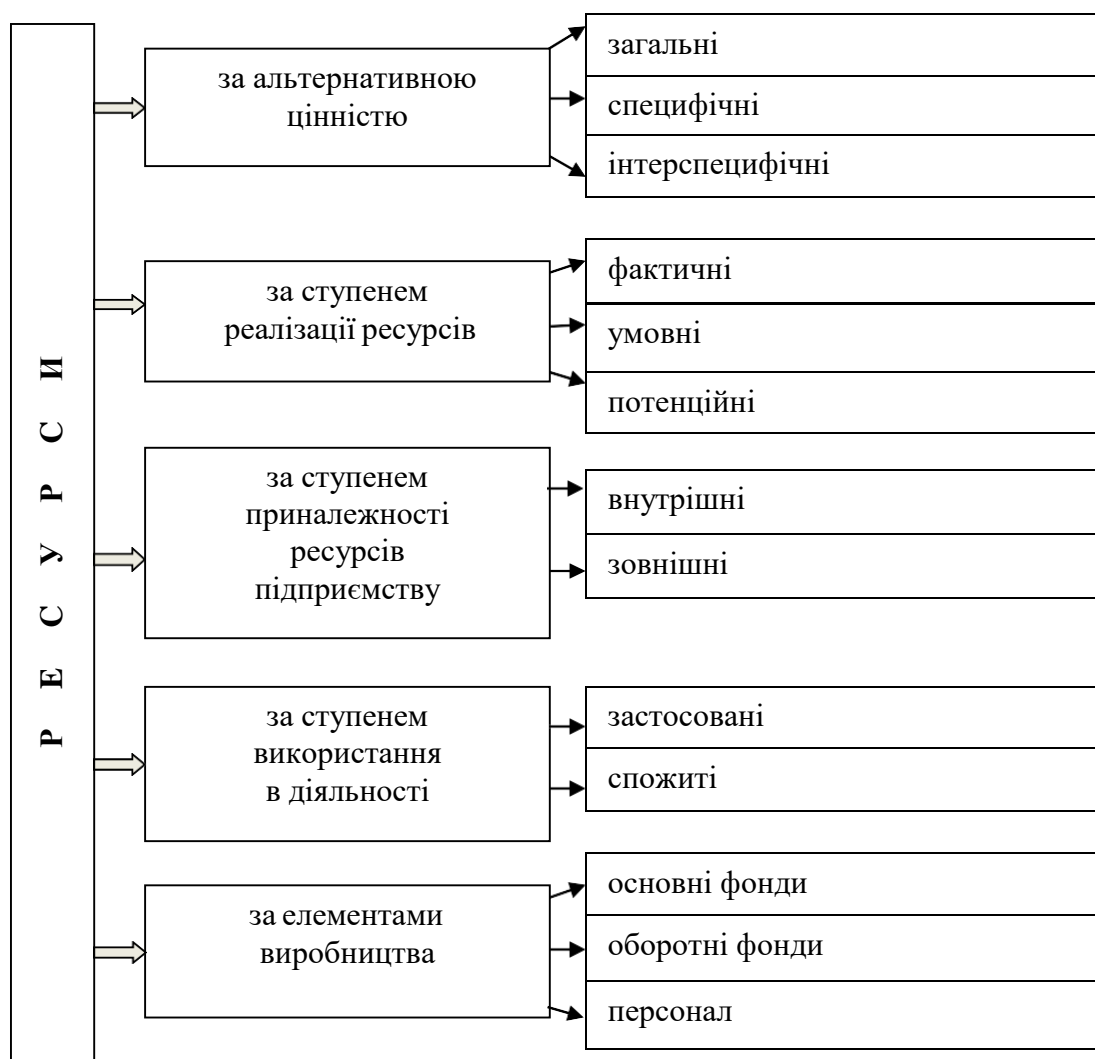 Р Е С У Р С И
за альтернативною
цінністю
загальні
специфічні
інтерспецифічні
за ступенем
реалізації ресурсів
фактичні
умовні
потенційні
за ступенем
приналежності
ресурсів
підприємству
внутрішні
зовнішні
за ступенем
використання
в діяльності
застосовані
спожиті
за елементами
виробництва
основні фонди
оборотні фонди
персонал